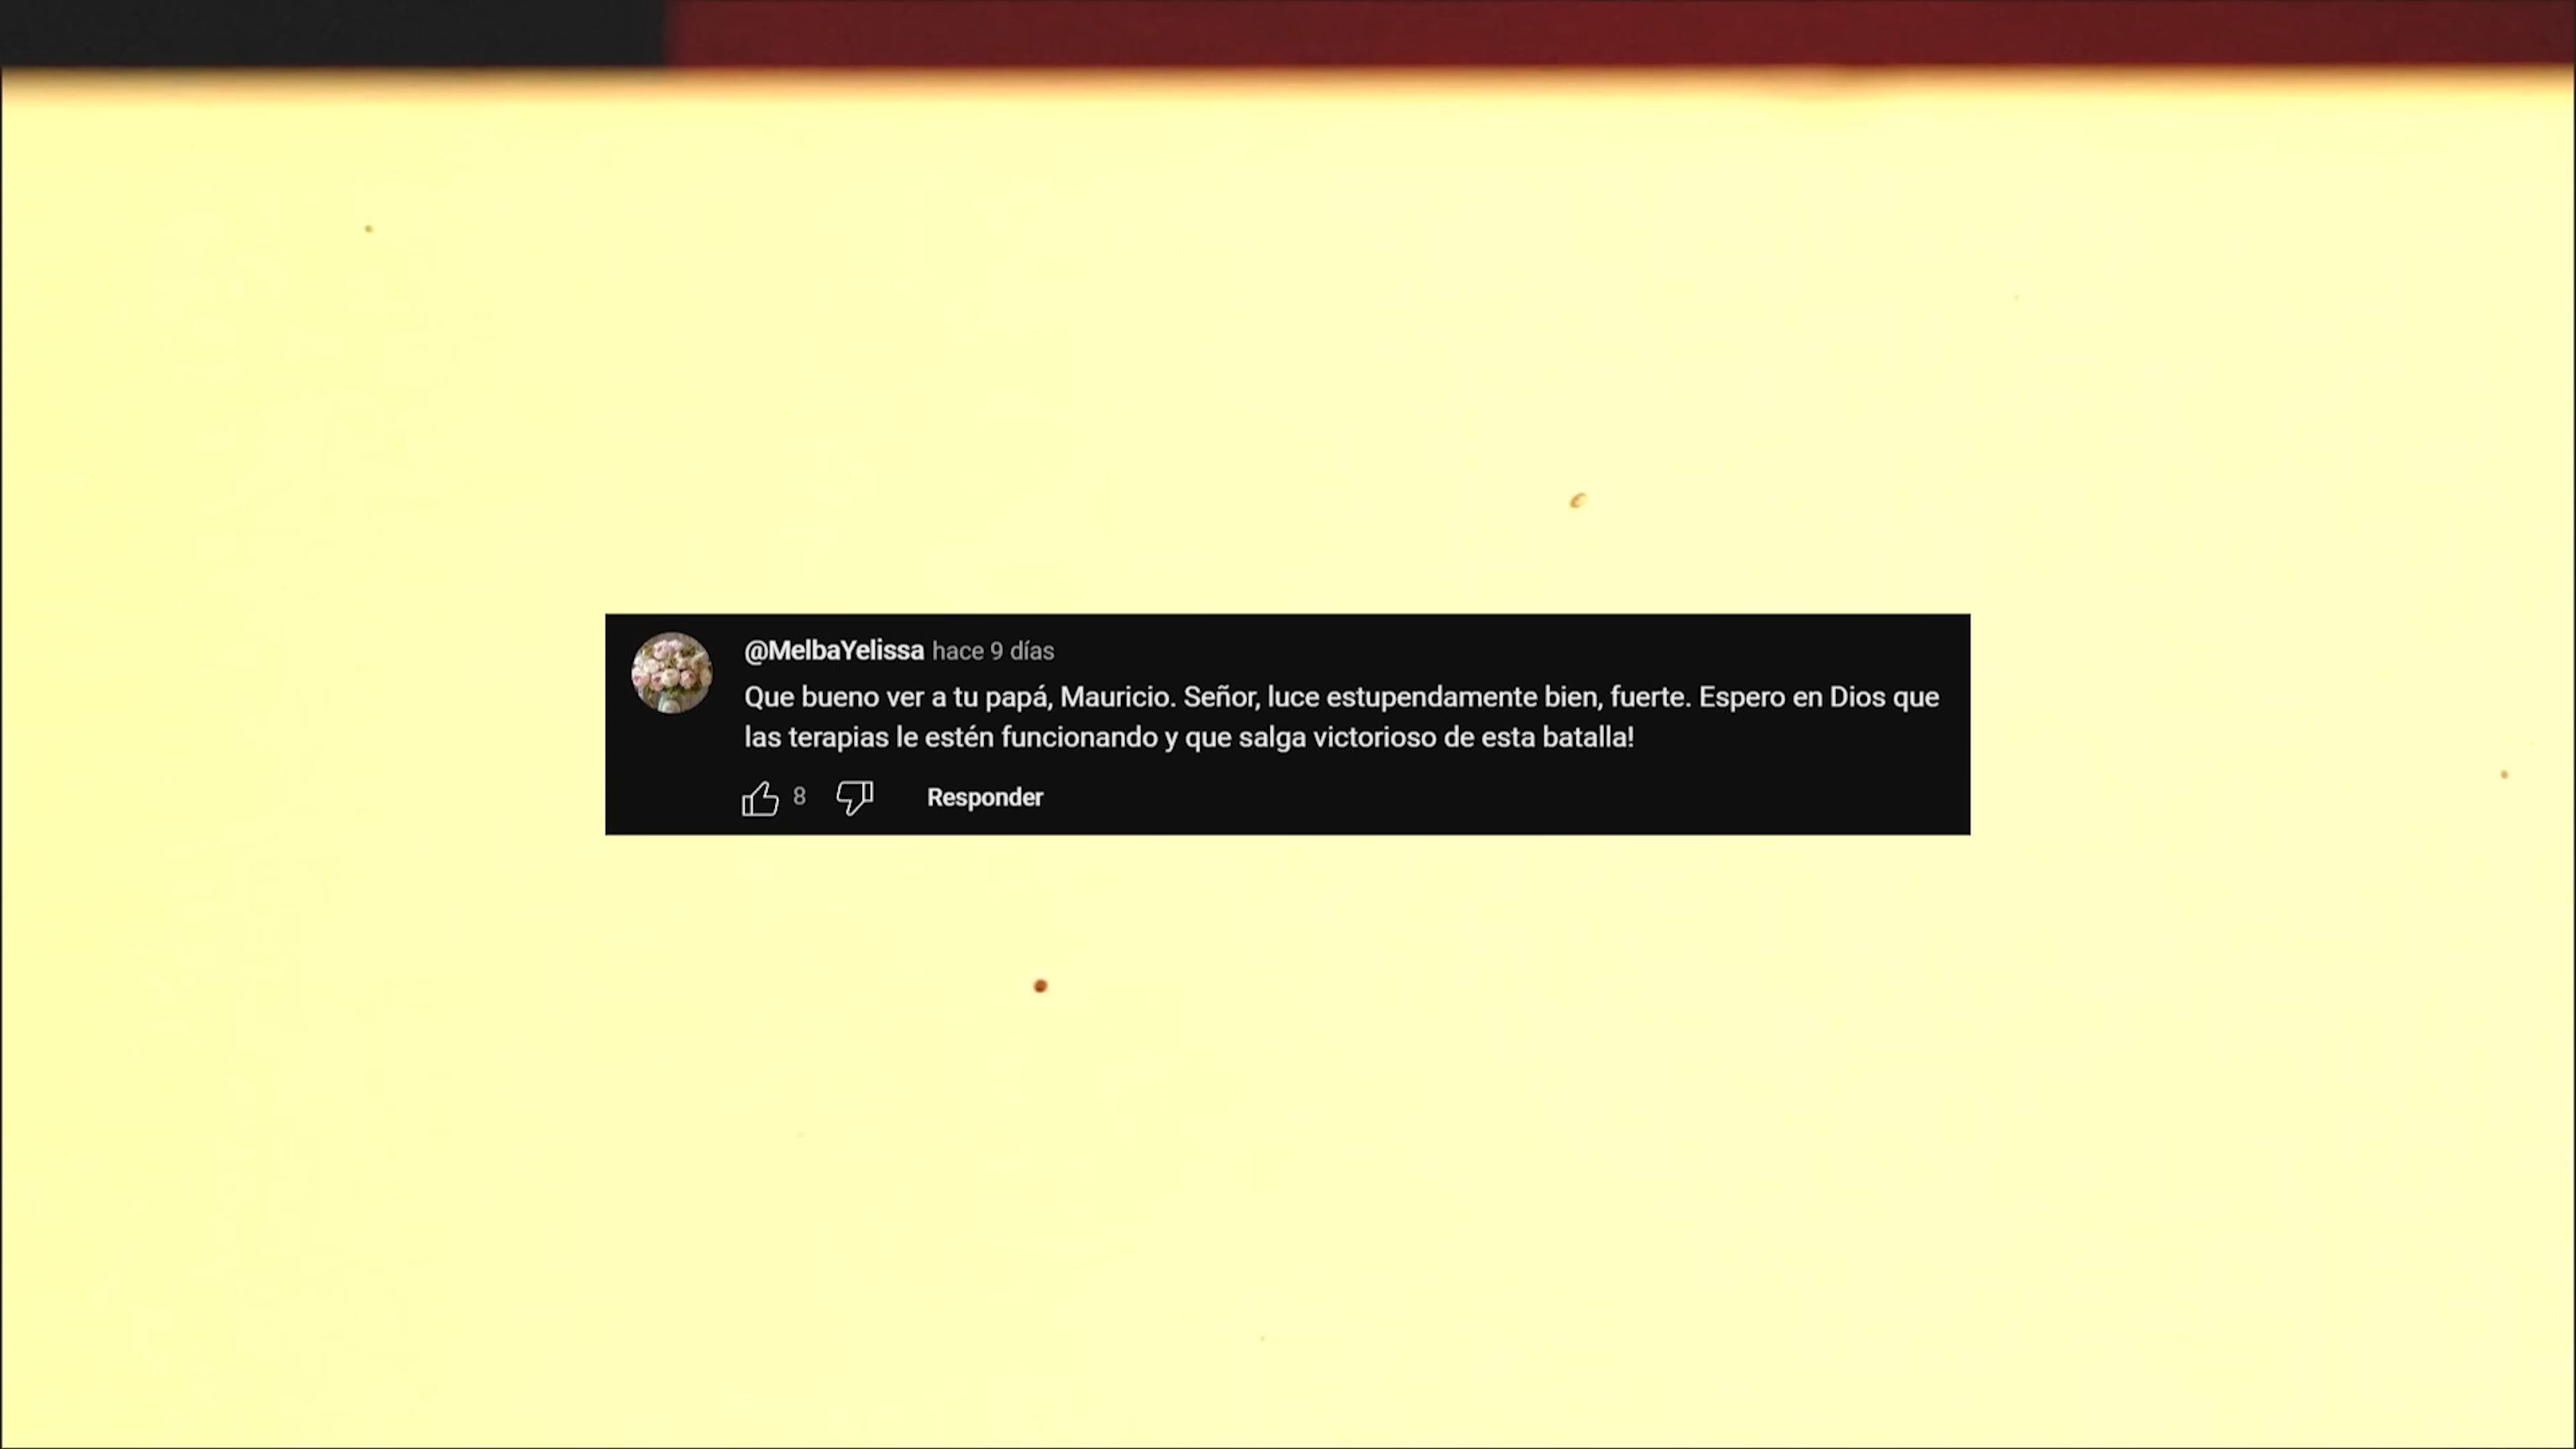 @MelbaYelissa hace 9 días
Que bueno ver a tu papá, Mauricio. Señor, luce estupendamente bien, fuerte. Espero en Dios que
las terapias le estén funcionando y que salga victorioso de esta batalla!
8 Responder